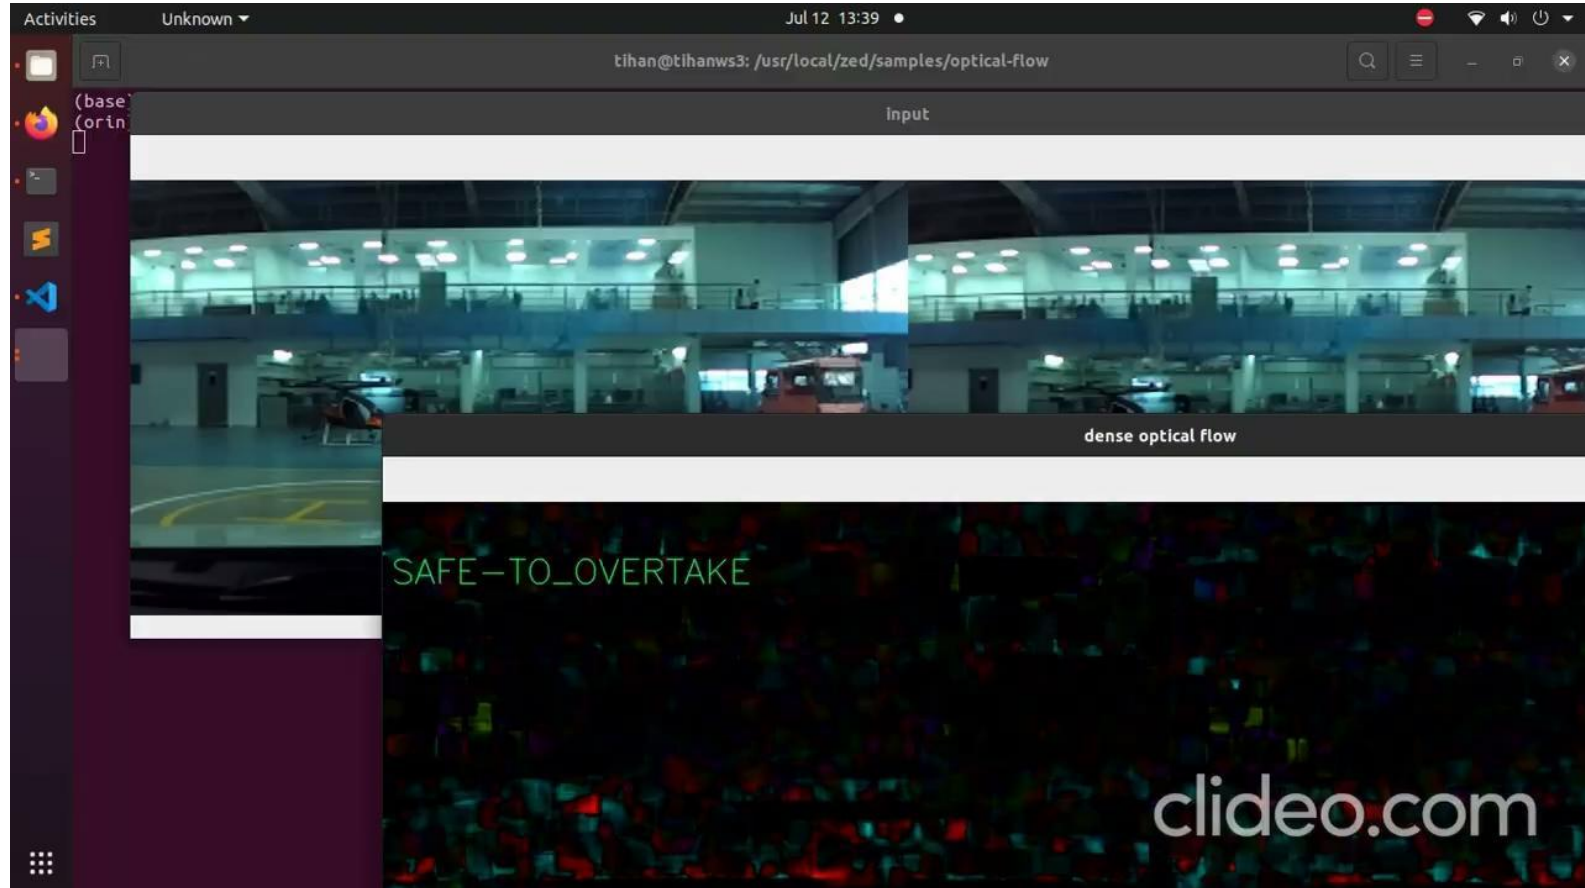 Activities
Unknown
Jul 12 13:39
tihan@tihanws3: /usr/local/zed/samples/optical-flow
(base)
(orin
input
dense optical flow
SAFE-TO_OVERTAKE
clideo.com